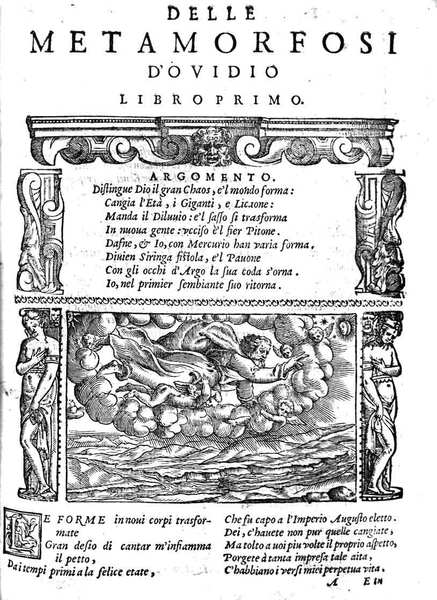 DELLE
METAMORFOSI
D'OVIDIO
LIBRO PRIMO.
ARGOMENTO.
Diſtingue Dio il gran Chaos, e'l mondo forma:
Cangia l'Età, i Giganti, e Licaone:
Manda il Diluuio: e'l ſaſſo ſi trasforma
In nuoua gente: vcciſo è'l fier Pitone.
Dafne, & Io, con Mercurio han varia forma.
Diuien Siringa fiſtola, e'l Pauone
Con gli occhi d'Argo la ſua coda s'orna.
Io, nel primier ſembiante ſuo ritorna.
LE FORME in noui corpi trasfor-
mate
Gran deſio di cantar m'infiamma
il petto,
Dai tempi primi a la felice etate,
Che fu capo a l'Imperio Auguſto eletto.
Dei, c'hauete non pur quelle cangiate,
Ma tolto a uoi piu volte il proprio aſpetto,
Porgete à tanta impreſa tale aita,
C'habbiano i verſi miei perpetua vita.
A E in